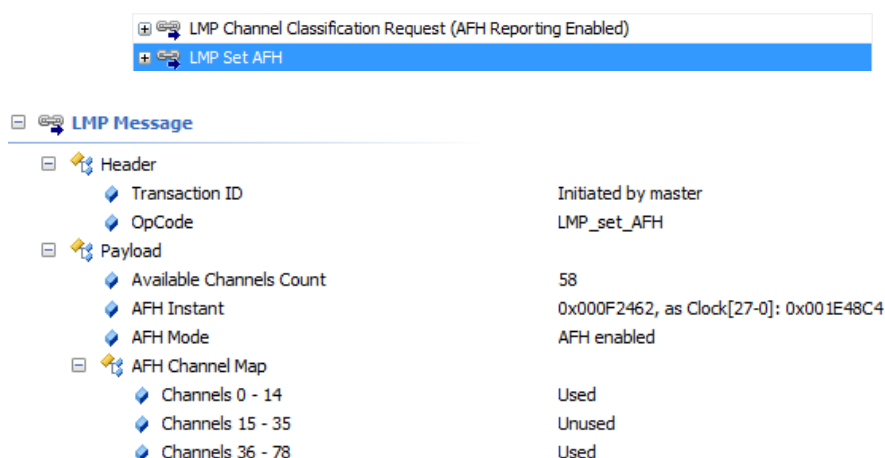 LMP Channel Classification Request (AFH Reporting Enabled)
LMP Set AFH
LMP Message
Header
Transaction ID Initiated by master
OpCode LMP_set_AFH
Payload
Available Channels Count 58
AFH Instant 0x000F2462, as Clock[27-0]: 0x001E48C4
AFH Mode AFH enabled
AFH Channel Map
Channels 0 - 14 Used
Channels 15 - 35 Unused
Channels 36 - 78 Used